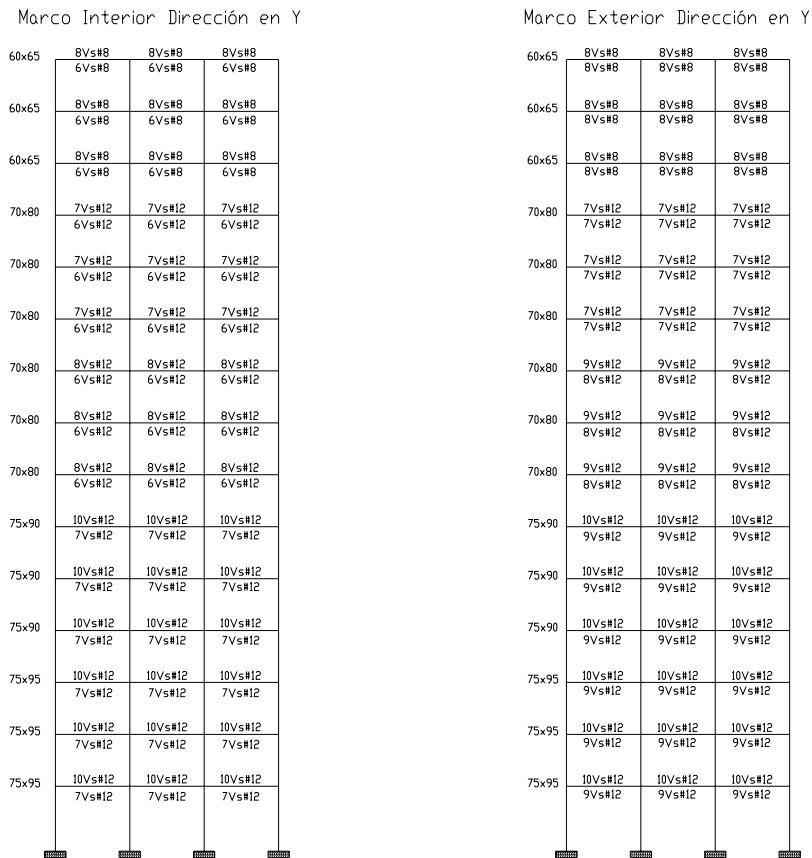 Marco Interior Dirección en Y
60x65 8Vs#8 8Vs#8 8Vs#8
6Vs#8 6Vs#8 6Vs#8
60x65 8Vs#8 8Vs#8 8Vs#8
6Vs#8 6Vs#8 6Vs#8
60x65 8Vs#8 8Vs#8 8Vs#8
6Vs#8 6Vs#8 6Vs#8
70x80 7Vs#12 7Vs#12 7Vs#12
6Vs#12 6Vs#12 6Vs#12
70x80 7Vs#12 7Vs#12 7Vs#12
6Vs#12 6Vs#12 6Vs#12
70x80 7Vs#12 7Vs#12 7Vs#12
6Vs#12 6Vs#12 6Vs#12
70x80 8Vs#12 8Vs#12 8Vs#12
6Vs#12 6Vs#12 6Vs#12
70x80 8Vs#12 8Vs#12 8Vs#12
6Vs#12 6Vs#12 6Vs#12
70x80 8Vs#12 8Vs#12 8Vs#12
6Vs#12 6Vs#12 6Vs#12
75x90 10Vs#12 10Vs#12 10Vs#12
7Vs#12 7Vs#12 7Vs#12
75x90 10Vs#12 10Vs#12 10Vs#12
7Vs#12 7Vs#12 7Vs#12
75x90 10Vs#12 10Vs#12 10Vs#12
7Vs#12 7Vs#12 7Vs#12
75x95 10Vs#12 10Vs#12 10Vs#12
7Vs#12 7Vs#12 7Vs#12
75x95 10Vs#12 10Vs#12 10Vs#12
7Vs#12 7Vs#12 7Vs#12
75x95 10Vs#12 10Vs#12 10Vs#12
7Vs#12 7Vs#12 7Vs#12
Marco Exterior Dirección en Y
60x65 8Vs#8 8Vs#8 8Vs#8
8Vs#8 8Vs#8 8Vs#8
60x65 8Vs#8 8Vs#8 8Vs#8
8Vs#8 8Vs#8 8Vs#8
60x65 8Vs#8 8Vs#8 8Vs#8
8Vs#8 8Vs#8 8Vs#8
70x80 7Vs#12 7Vs#12 7Vs#12
7Vs#12 7Vs#12 7Vs#12
70x80 7Vs#12 7Vs#12 7Vs#12
7Vs#12 7Vs#12 7Vs#12
70x80 7Vs#12 7Vs#12 7Vs#12
7Vs#12 7Vs#12 7Vs#12
70x80 9Vs#12 9Vs#12 9Vs#12
8Vs#12 8Vs#12 8Vs#12
70x80 9Vs#12 9Vs#12 9Vs#12
8Vs#12 8Vs#12 8Vs#12
70x80 9Vs#12 9Vs#12 9Vs#12
8Vs#12 8Vs#12 8Vs#12
75x90 10Vs#12 10Vs#12 10Vs#12
9Vs#12 9Vs#12 9Vs#12
75x90 10Vs#12 10Vs#12 10Vs#12
9Vs#12 9Vs#12 9Vs#12
75x90 10Vs#12 10Vs#12 10Vs#12
9Vs#12 9Vs#12 9Vs#12
75x95 10Vs#12 10Vs#12 10Vs#12
9Vs#12 9Vs#12 9Vs#12
75x95 10Vs#12 10Vs#12 10Vs#12
9Vs#12 9Vs#12 9Vs#12
75x95 10Vs#12 10Vs#12 10Vs#12
9Vs#12 9Vs#12 9Vs#12